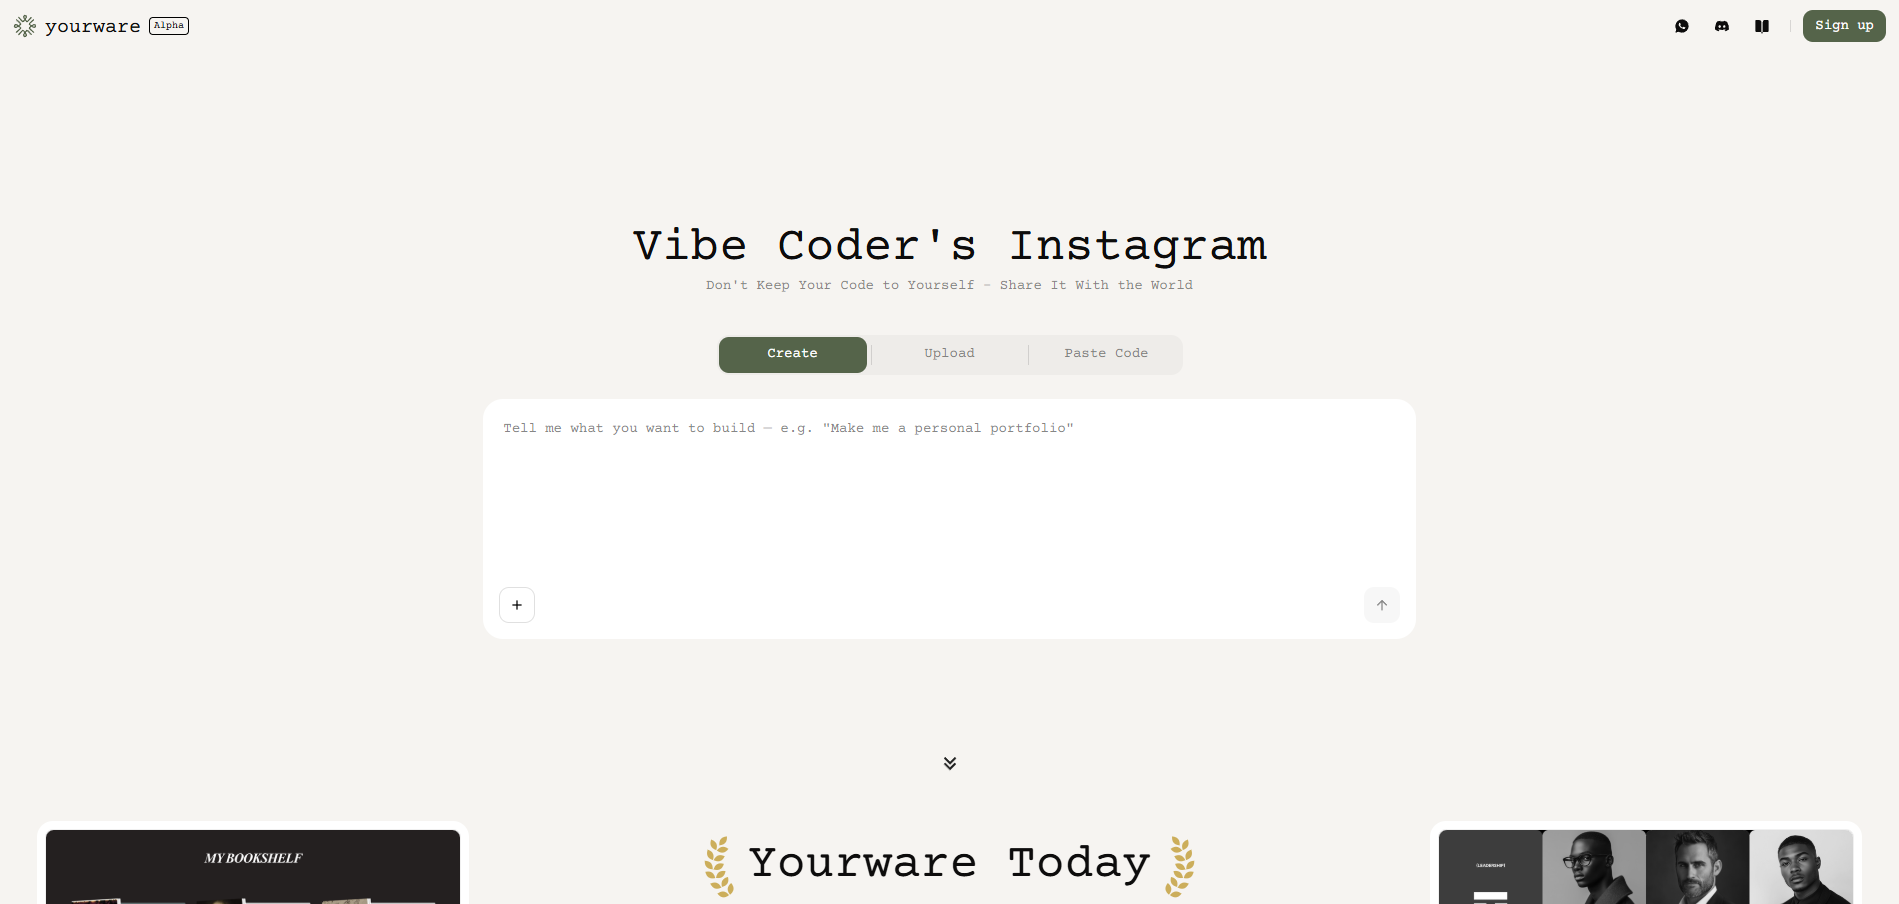 yourware Alpha
Sign up
Vibe Coder's Instagram
Don't Keep Your Code to Yourself – Share It With the World
Create
Upload
Paste Code
Tell me what you want to build — e.g. "Make me a personal portfolio"
MY BOOKSHELF
Yourware Today
(LEADERSHIP)